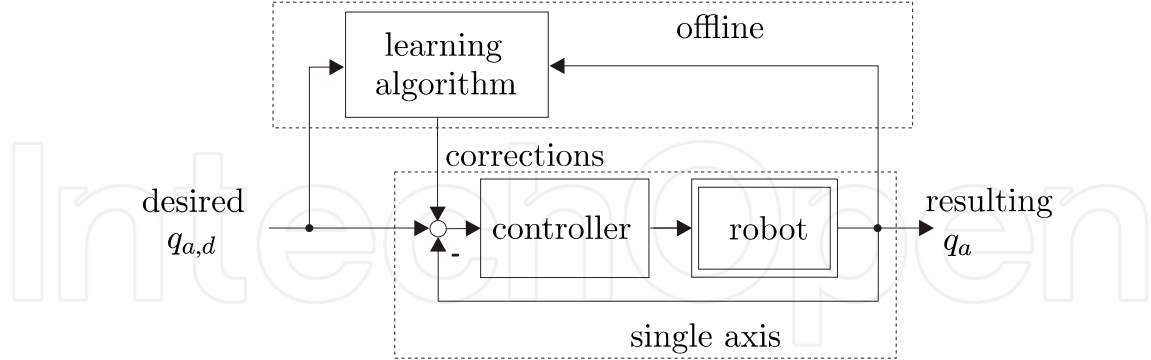 learning
algorithm
offline
corrections
desired
q_{a,d}
-
controller
robot
resulting
q_a
single axis
IntechOpen